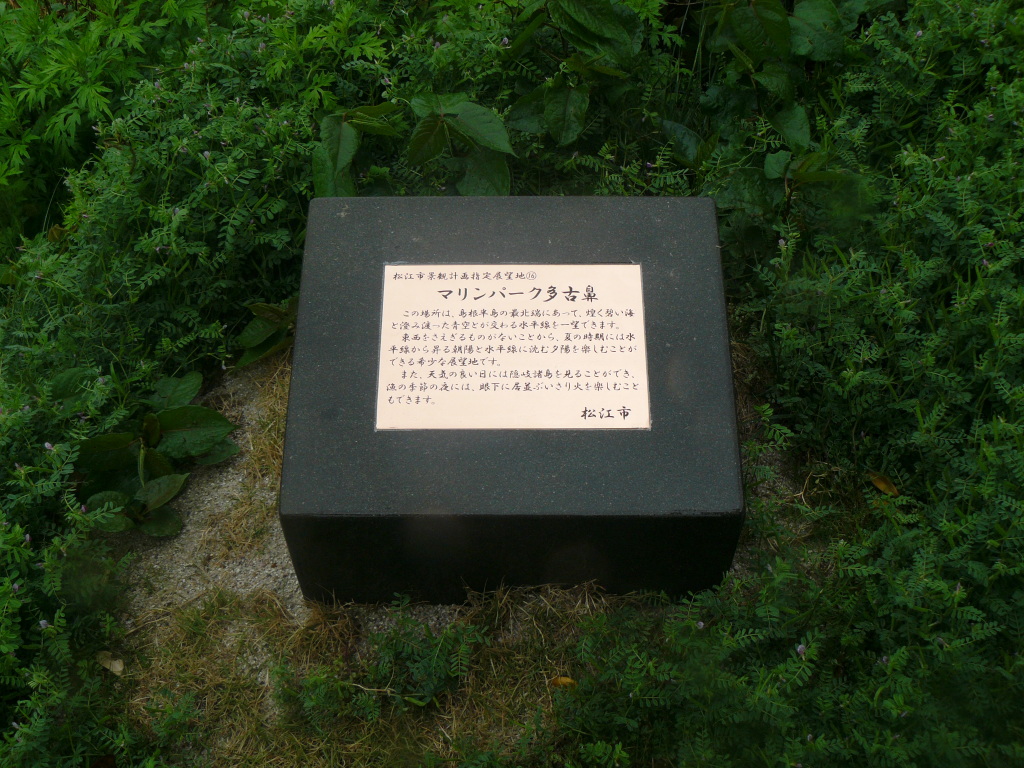 松江市景観計画指定展望地⑯
マリンパーク多古鼻
この場所は、島根半島の最北端にあって、煌く碧い海
と澄み渡った青空とが交わる水平線を一望できます。
東西をさえぎるものがないことから、夏の時期には水
平線から昇る朝陽と水平線に沈む夕陽を楽しむことが
できる希少な展望地です。
また、天気の良い日には隠岐諸島を見ることができ、
漁の季節の夜には、眼下に居並ぶいさり火を楽しむこと
もできます。
松江市